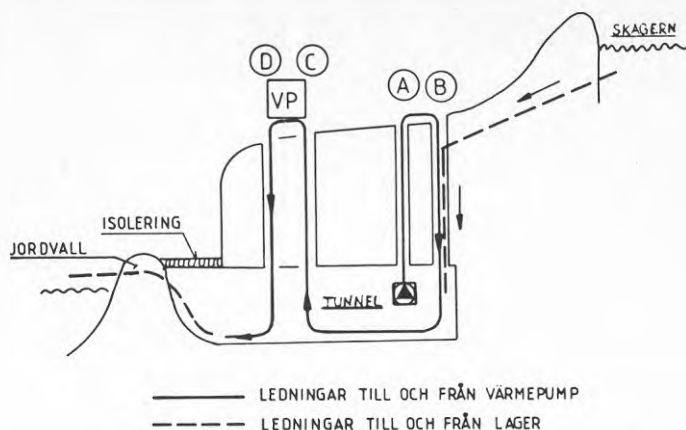 SKAGERN
D C
VP
A B
ISOLERING
JORDVALL
TUNNEL
LEDNINGAR TILL OCH FRÅN VÄRMEPUMP
LEDNINGAR TILL OCH FRÅN LAGER